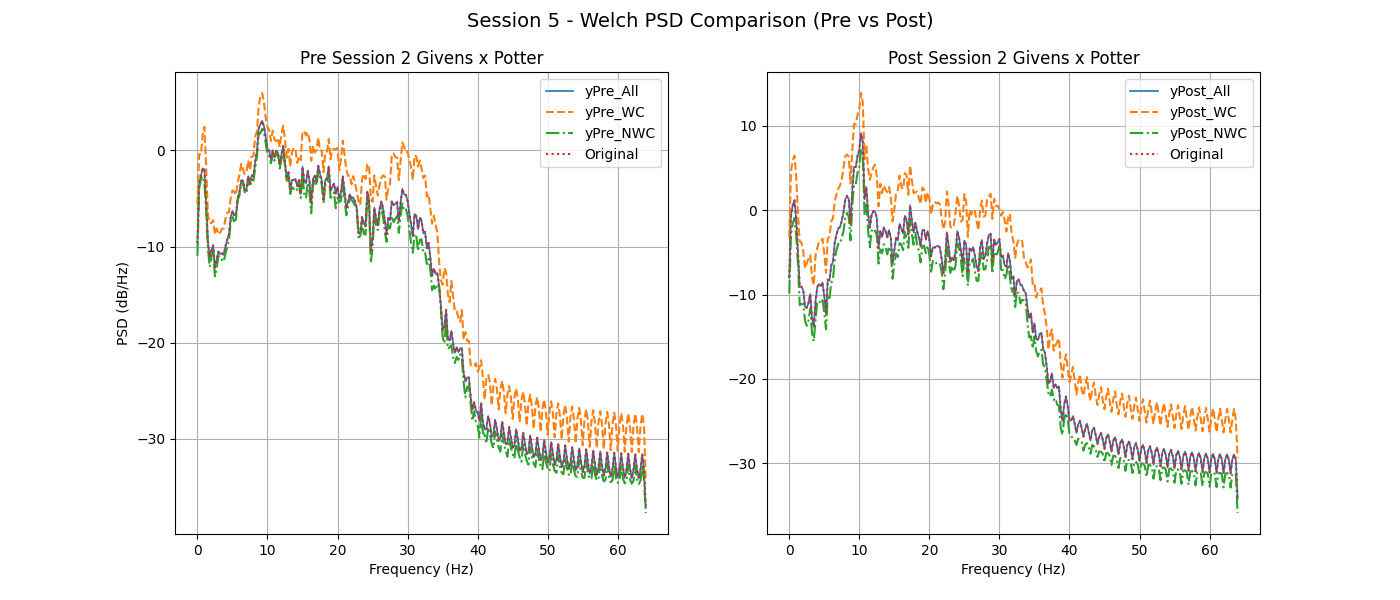 Session 5 - Welch PSD Comparison (Pre vs Post)
Pre Session 2 Givens x Potter
yPre_All
yPre_WC
yPre_NWC
Original
0
−10
−20
−30
PSD (dB/Hz)
0 10 20 30 40 50 60
Frequency (Hz)
Post Session 2 Givens x Potter
yPost_All
yPost_WC
yPost_NWC
Original
10
0
−10
−20
−30
0 10 20 30 40 50 60
Frequency (Hz)